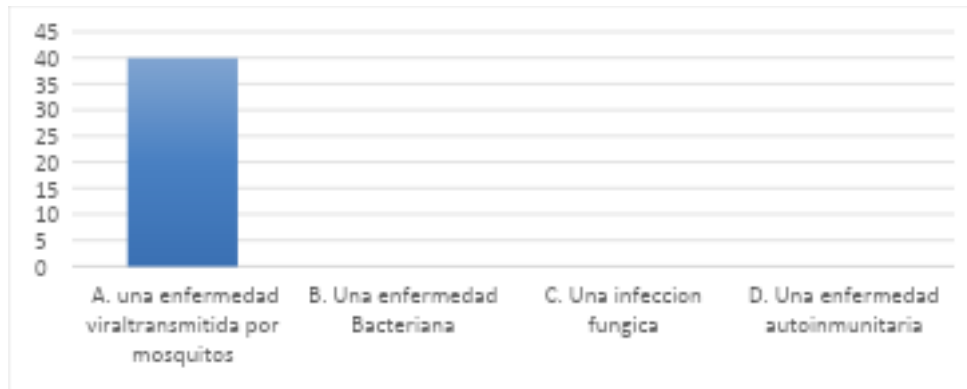 45
40
35
30
25
20
15
10
5
0
A. una enfermedad
viraltransmitida por
mosquitos
B. Una enfermedad
Bacteriana
C. Una infeccion
fungica
D. Una enfermedad
autoinmunitaria